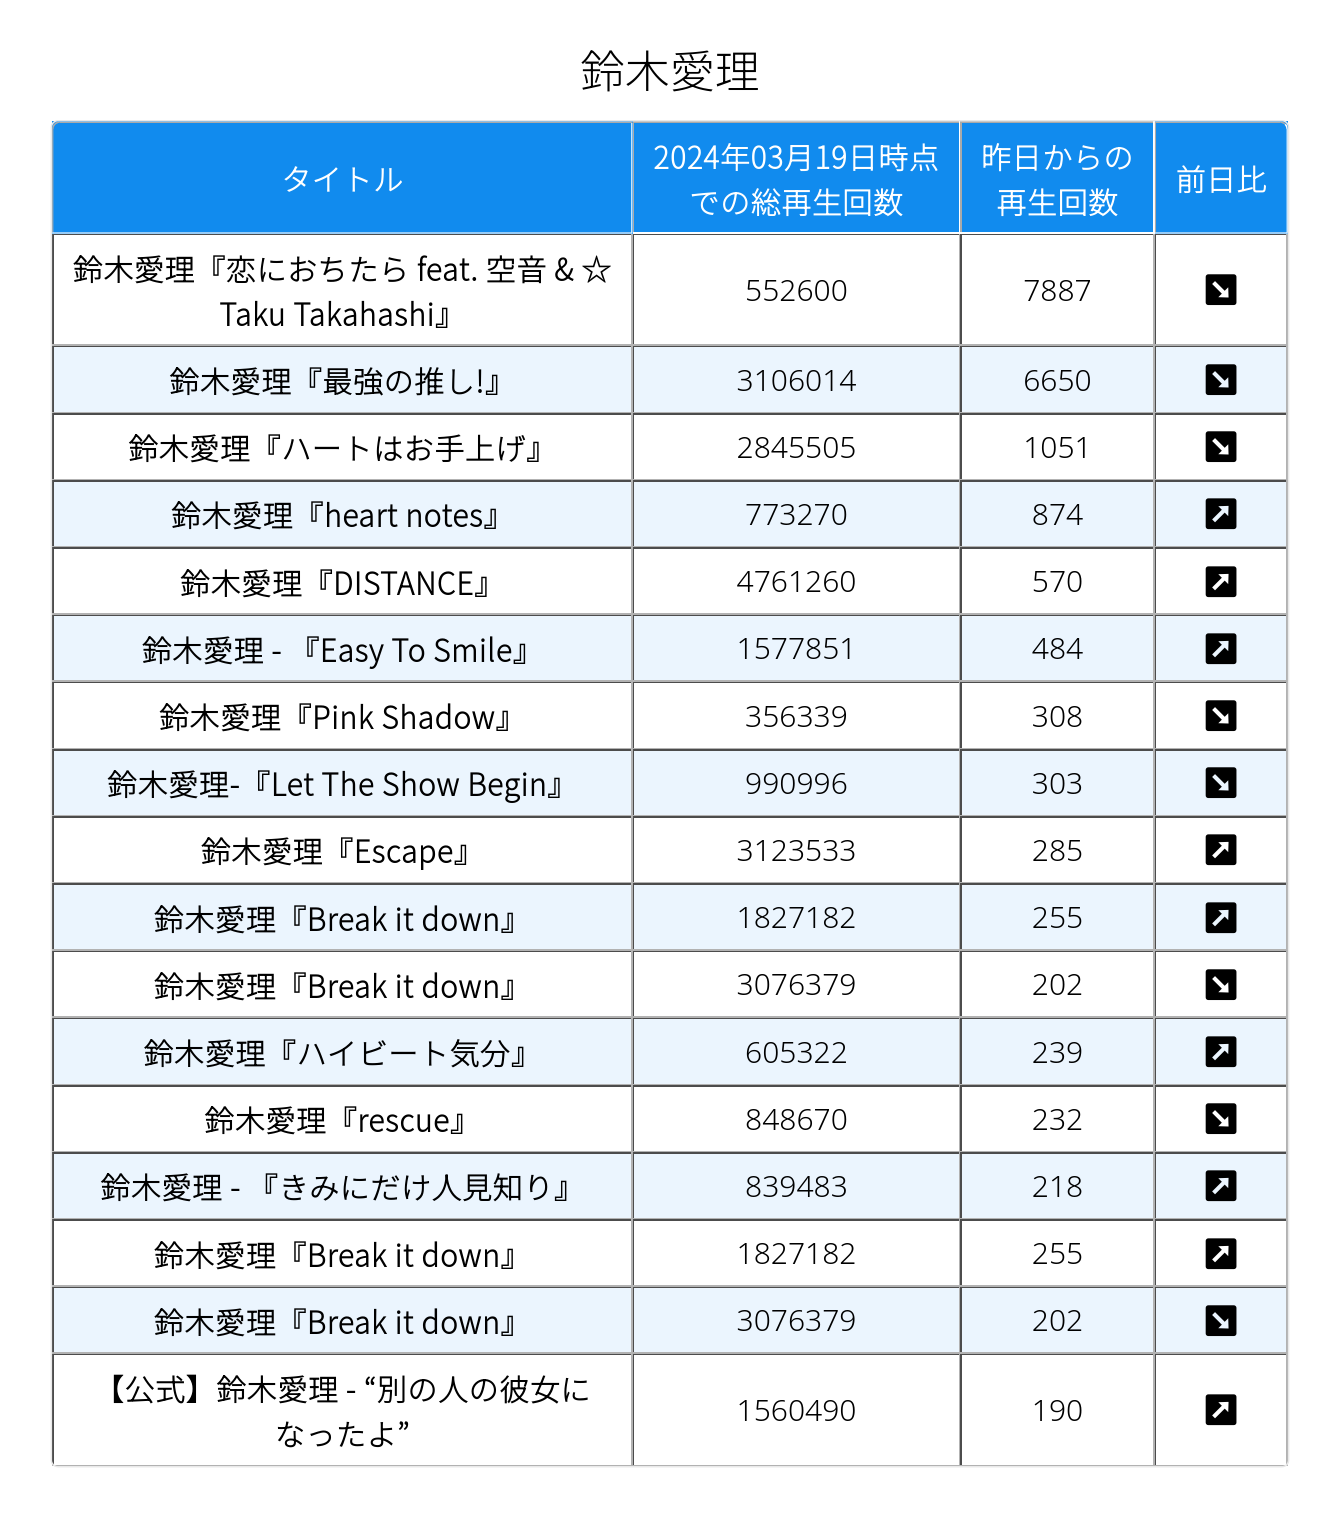 鈴木愛理
タイトル
2024年03月19日時点
での総再生回数
昨日からの
再生回数
前日比
鈴木愛理『恋におちたら feat. 空音 & ☆
Taku Takahashi』
552600
7887
鈴木愛理『最強の推し!』
3106014
6650
鈴木愛理『ハートはお手上げ』
2845505
1051
鈴木愛理『heart notes』
773270
874
鈴木愛理『DISTANCE』
4761260
570
鈴木愛理 - 『Easy To Smile』
1577851
484
鈴木愛理『Pink Shadow』
356339
308
鈴木愛理-『Let The Show Begin』
990996
303
鈴木愛理『Escape』
3123533
285
鈴木愛理『Break it down』
1827182
255
鈴木愛理『Break it down』
3076379
202
鈴木愛理『ハイビート気分』
605322
239
鈴木愛理『rescue』
848670
232
鈴木愛理 - 『きみにだけ人見知り』
839483
218
鈴木愛理『Break it down』
1827182
255
鈴木愛理『Break it down』
3076379
202
【公式】鈴木愛理 - “別の人の彼女に
なったよ”
1560490
190